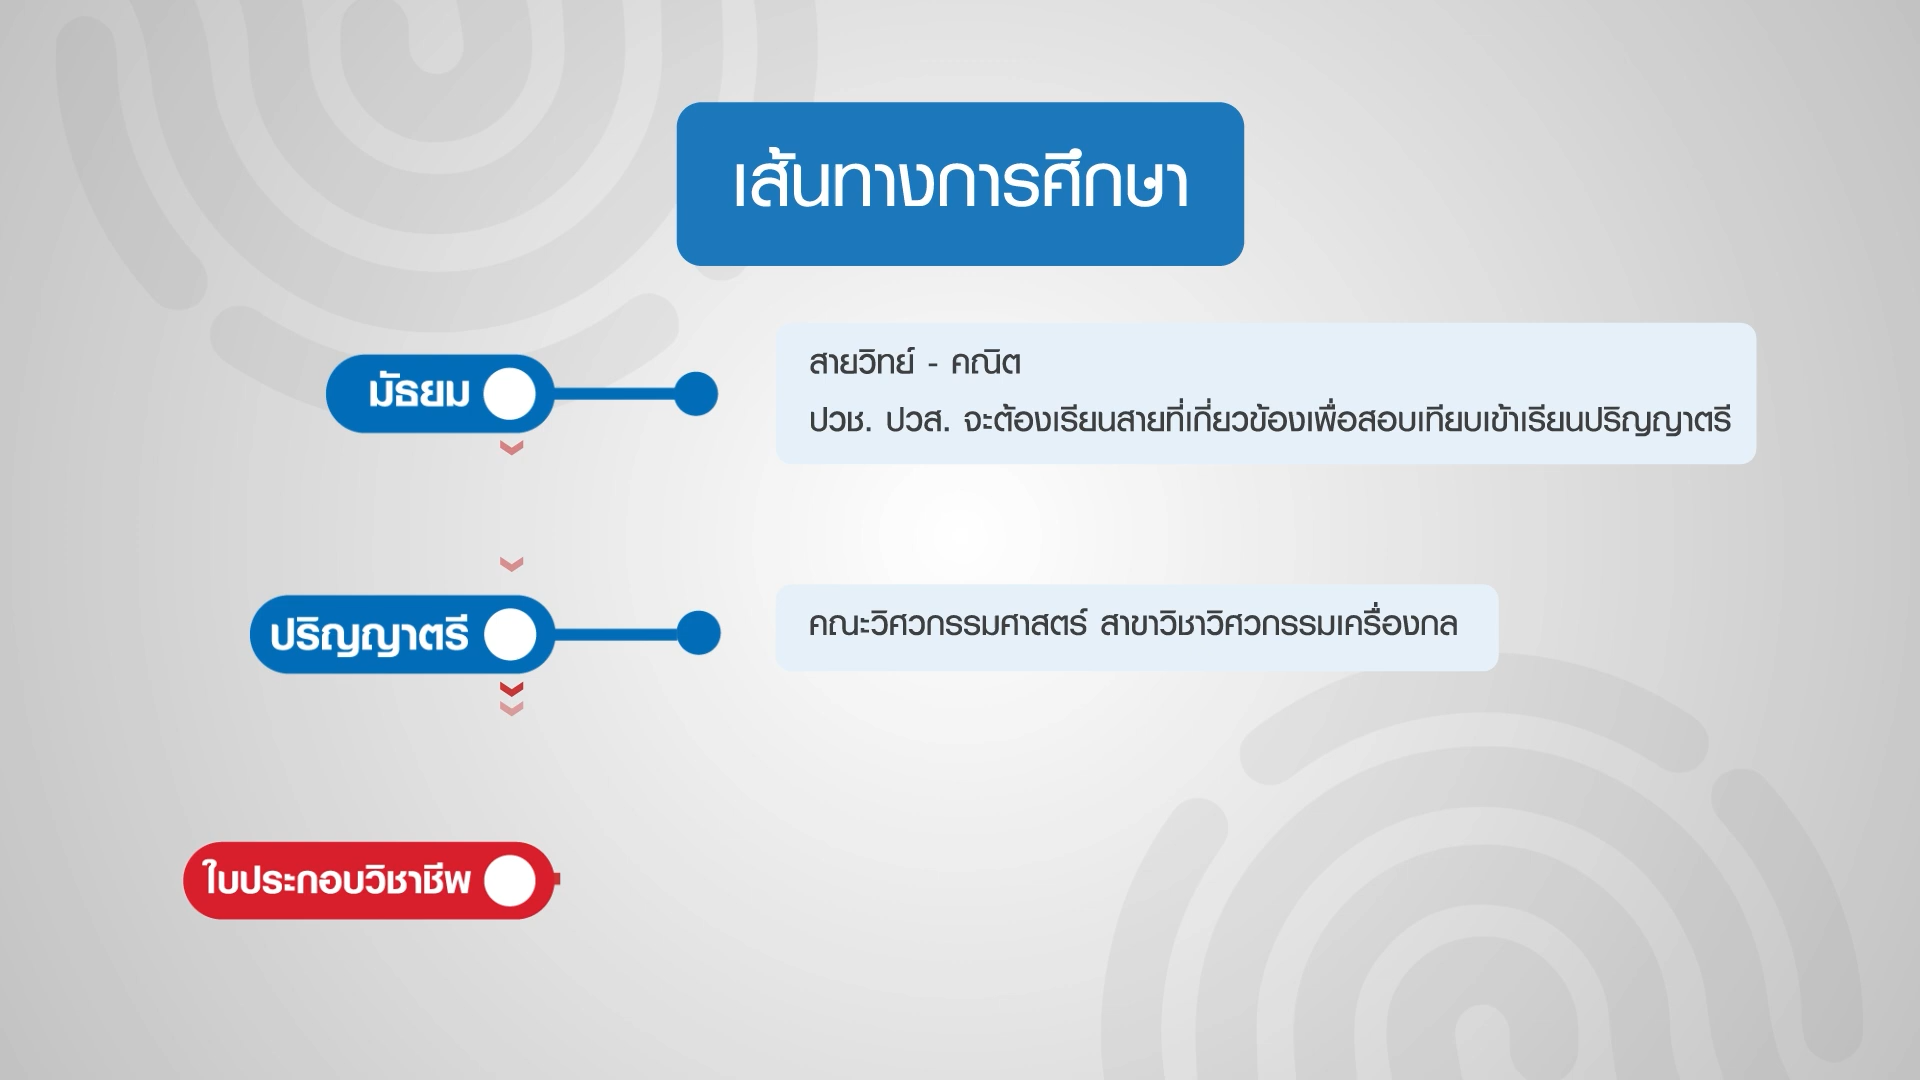 เส้นทางการศึกษา
มัธยม
สายวิทย์ - คณิต
ปวช. ปวส. จะต้องเรียนสายที่เกี่ยวข้องเพื่อสอบเทียบเข้าเรียนปริญญาตรี
ปริญญาตรี
คณะวิศวกรรมศาสตร์ สาขาวิชาวิศวกรรมเครื่องกล
ใบประกอบวิชาชีพ